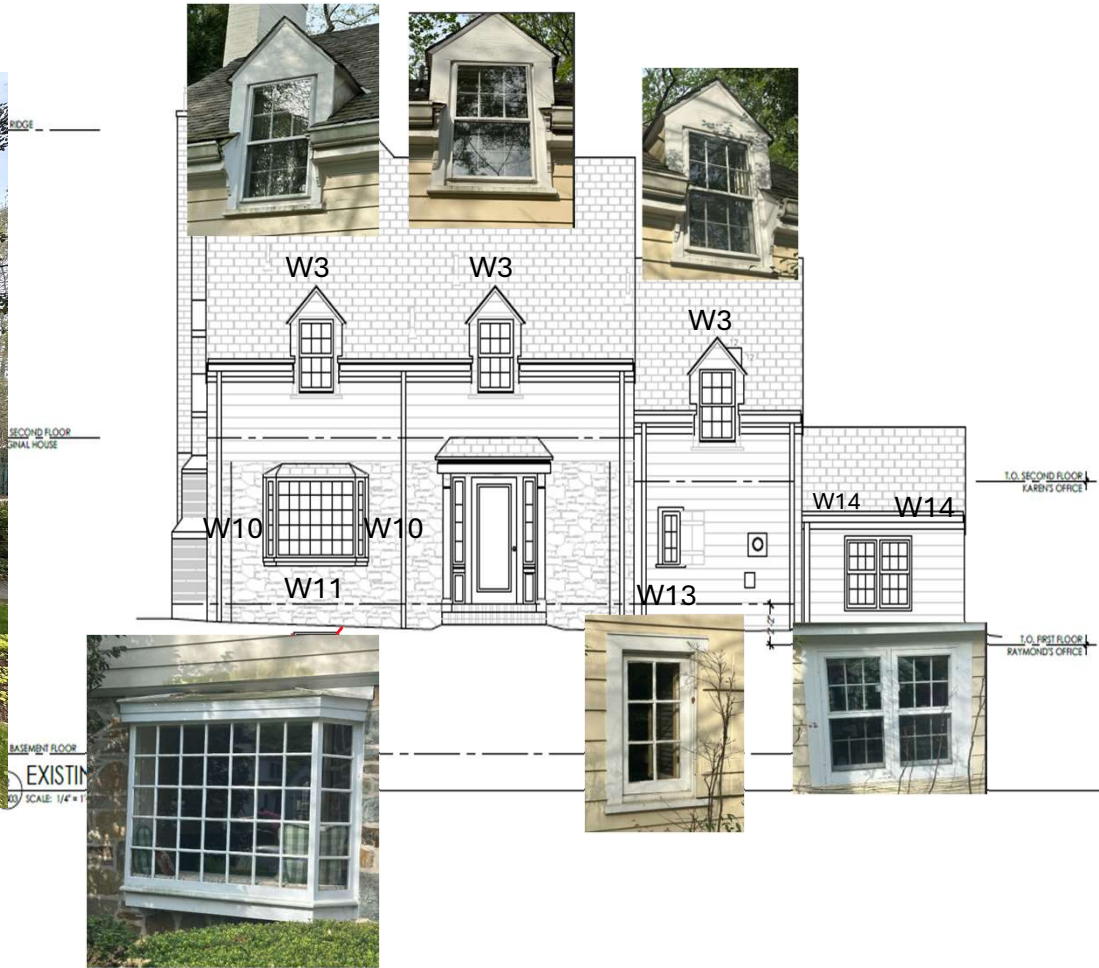 RIDGE
W3
W3
W3
SECOND FLOOR
GINAL HOUSE
T.O. SECOND FLOOR
KAREN'S OFFICE
W10
W10
W14
W14
W11
W13
T.O. FIRST FLOOR
RAYMOND'S OFFICE
BASEMENT FLOOR
EXISTIN
SCALE: 1/4" = 1'